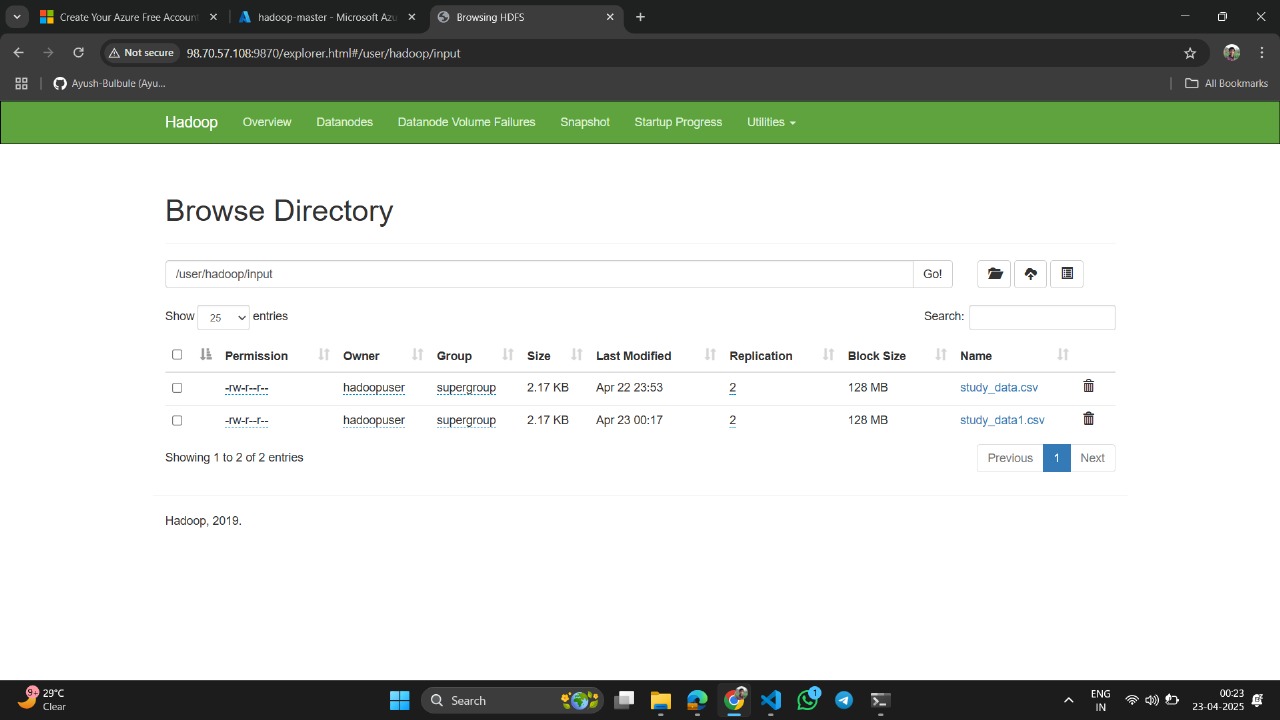 Create Your Azure Free Account
hadoop-master - Microsoft Azu
Browsing HDFS
Not secure 98.70.57.108:9870/explorer.html#/user/hadoop/input
Ayush-Bulbule (Ayu...
All Bookmarks
Hadoop Overview Datanodes Datanode Volume Failures Snapshot Startup Progress Utilities
Browse Directory
/user/hadoop/input Go!
Show 25 entries Search:
Permission Owner Group Size Last Modified Replication Block Size Name
-rw-r--r-- hadoopuser supergroup 2.17 KB Apr 22 23:53 2 128 MB study_data.csv
-rw-r--r-- hadoopuser supergroup 2.17 KB Apr 23 00:17 2 128 MB study_data1.csv
Showing 1 to 2 of 2 entries Previous 1 Next
Hadoop, 2019.
9+ 29°C
Clear
Search
1
ENG
IN
00:23
23-04-2025